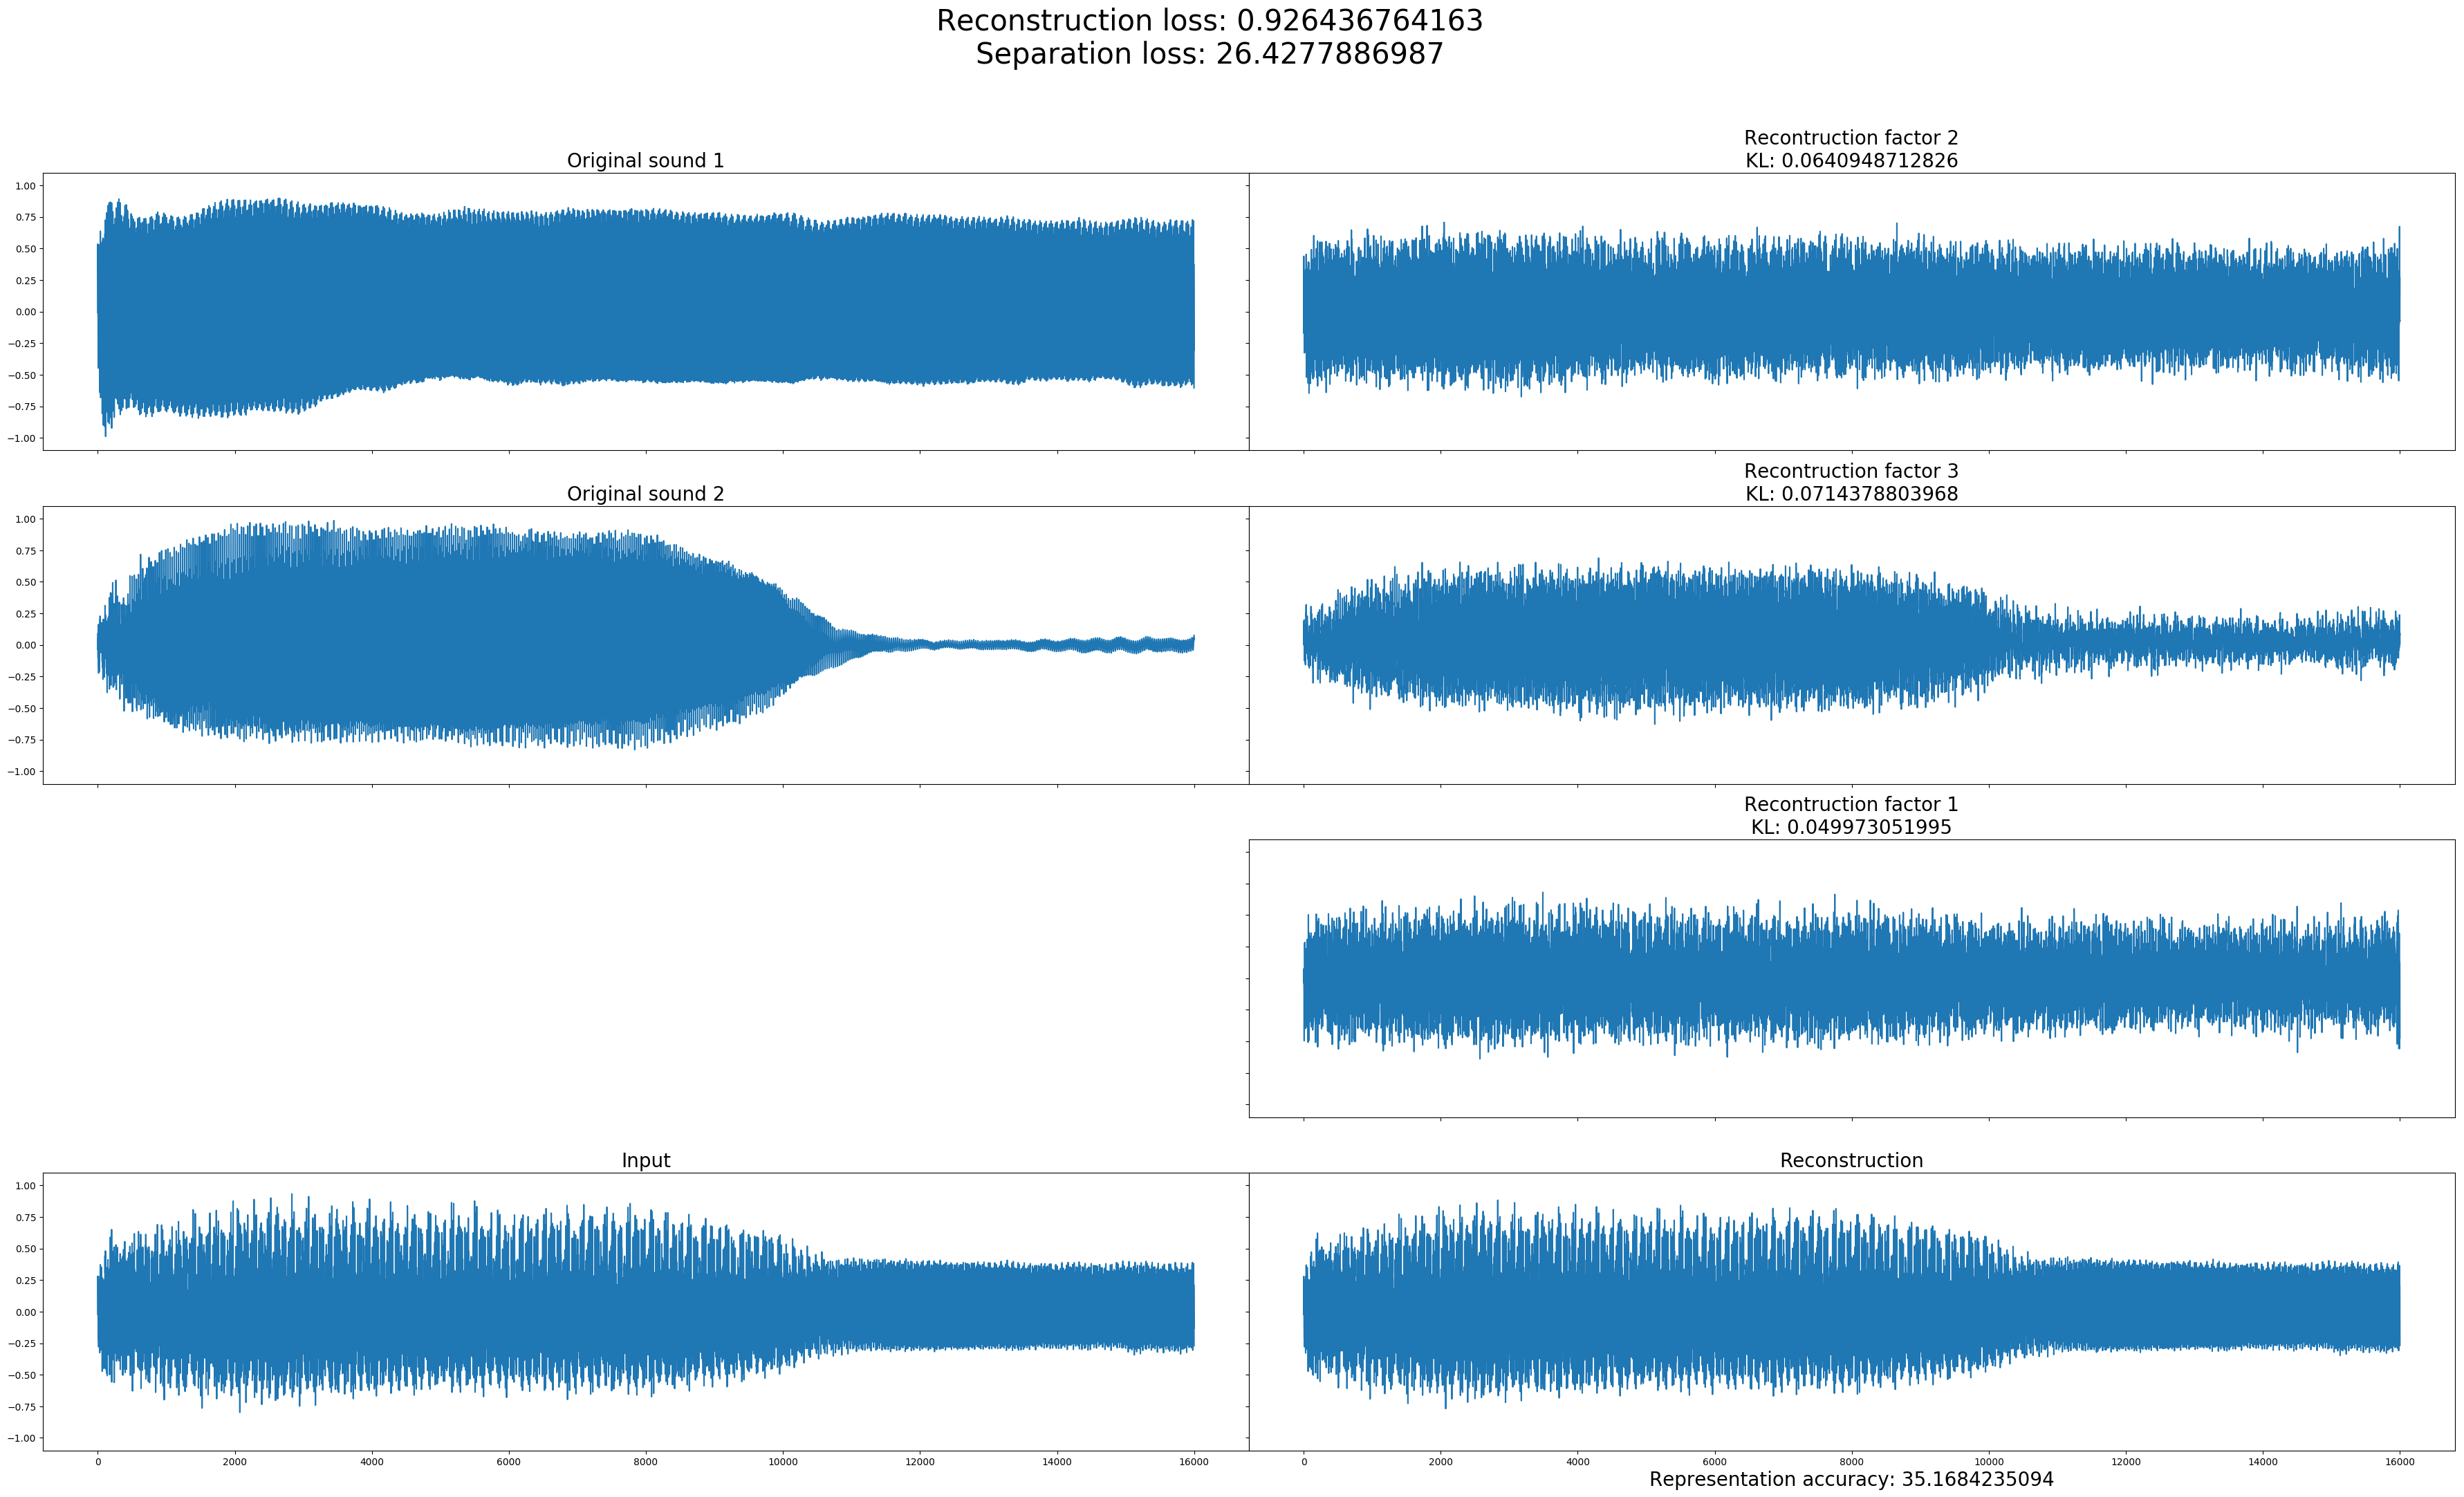 Reconstruction loss: 0.926436764163
Separation loss: 26.4277886987
Original sound 1
Recontruction factor 2
KL: 0.0640948712826
1.00
0.75
0.50
0.25
0.00
−0.25
−0.50
−0.75
−1.00
Original sound 2
Recontruction factor 3
KL: 0.0714378803968
1.00
0.75
0.50
0.25
0.00
−0.25
−0.50
−0.75
−1.00
Recontruction factor 1
KL: 0.049973051995
Input
Reconstruction
1.00
0.75
0.50
0.25
0.00
−0.25
−0.50
−0.75
−1.00
0 2000 4000 6000 8000 10000 12000 14000 16000
0 2000 4000 6000 8000 10000 12000 14000 16000
Representation accuracy: 35.1684235094